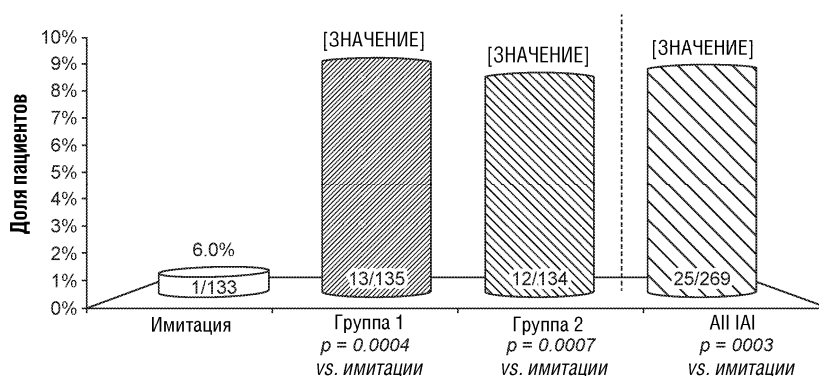 [ЗНАЧЕНИЕ]
[ЗНАЧЕНИЕ]
[ЗНАЧЕНИЕ]
Доля пациентов
10%
9%
8%
7%
6%
5%
4%
3%
2%
1%
0%
6.0%
1/133
13/135
12/134
25/269
Имитация
Группа 1
p = 0.0004
vs. имитации
Группа 2
p = 0.0007
vs. имитации
All IAI
p = 0003
vs. имитации